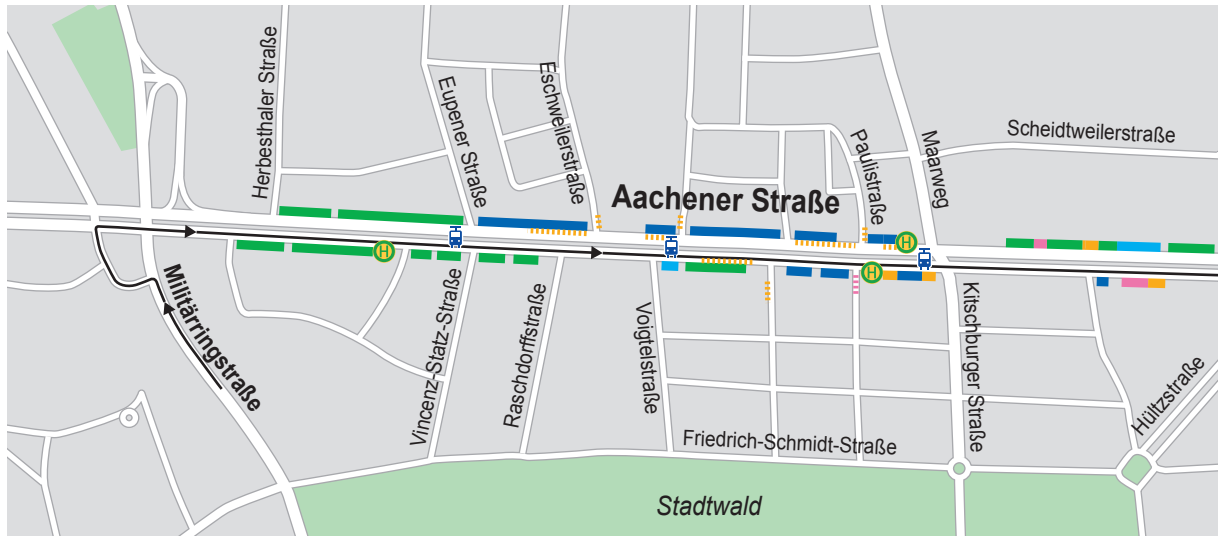 Herbesthaler Straße
Eupener Straße
Eschweilerstraße
Aachener Straße
Paulistraße
Maarweg
Scheidtweilerstraße
H
H
H
Militärringstraße
Vincenz-Statz-Straße
Raschdorffstraße
Voigtelstraße
Kitschburger Straße
Hültzstraße
Friedrich-Schmidt-Straße
Stadtwald